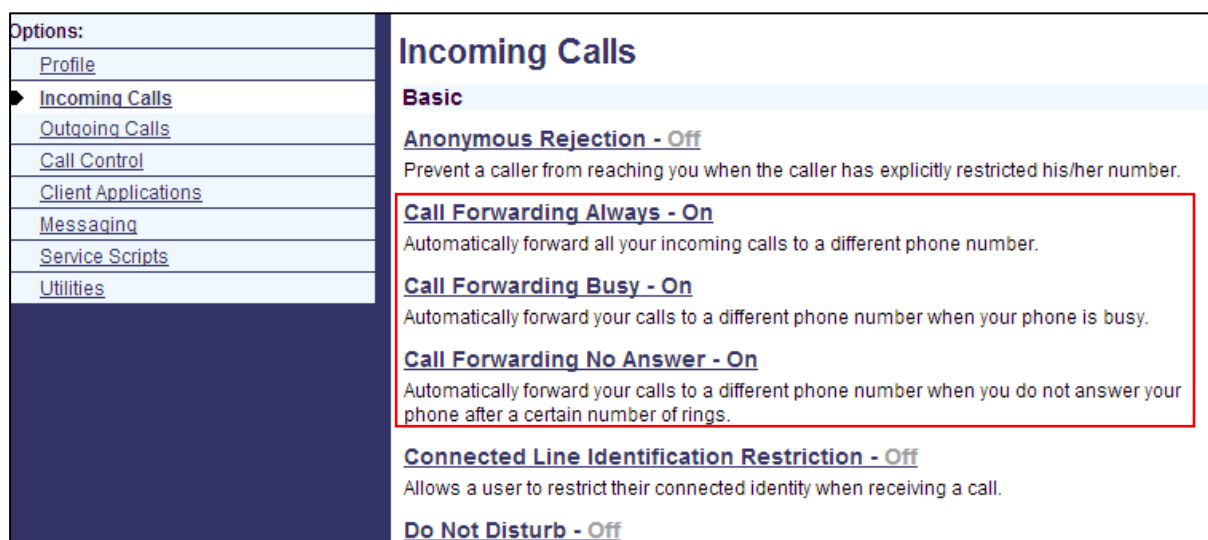 Options:
Profile
Incoming Calls
Outgoing Calls
Call Control
Client Applications
Messaging
Service Scripts
Utilities
Incoming Calls
Basic
Anonymous Rejection - Off
Prevent a caller from reaching you when the caller has explicitly restricted his/her number.
Call Forwarding Always - On
Automatically forward all your incoming calls to a different phone number.
Call Forwarding Busy - On
Automatically forward your calls to a different phone number when your phone is busy.
Call Forwarding No Answer - On
Automatically forward your calls to a different phone number when you do not answer your
phone after a certain number of rings.
Connected Line Identification Restriction - Off
Allows a user to restrict their connected identity when receiving a call.
Do Not Disturb - Off